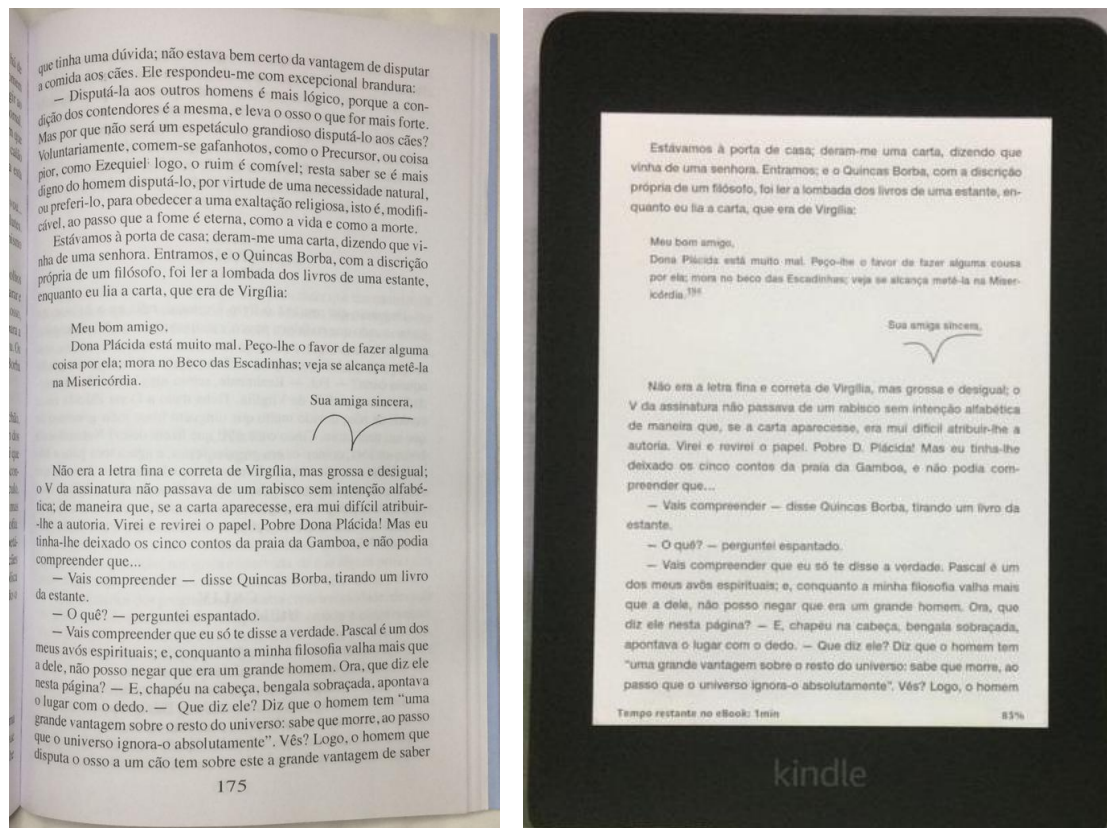 que tinha uma dúvida; não estava bem certo da vantagem de disputar
a comida aos cães. Ele respondeu-me com excepcional brandura:
— Disputá-la aos outros homens é mais lógico, porque a con-
dição dos contendores é a mesma, e leva o osso o que for mais forte.
Mas por que não será um espetáculo grandioso disputá-lo aos cães?
Voluntariamente, comem-se gafanhotos, como o Precursor, ou coisa
pior, como Ezequiel; logo, o ruim é comível; resta saber se é mais
digno do homem disputá-lo, por virtude de uma necessidade natural,
ou preferi-lo, para obedecer a uma exaltação religiosa, isto é, modifi-
cável, ao passo que a fome é eterna, como a vida e como a morte.
Estávamos à porta de casa; deram-me uma carta, dizendo que vi-
nha de uma senhora. Entramos, e o Quincas Borba, com a discrição
própria de um filósofo, foi ler a lombada dos livros de uma estante,
enquanto eu lia a carta, que era de Virgília:
Meu bom amigo,
Dona Plácida está muito mal. Peço-lhe o favor de fazer alguma
coisa por ela; mora no Beco das Escadinhas; veja se alcança metê-la
na Misericórdia.
Sua amiga sincera,
Não era a letra fina e correta de Virgília, mas grossa e desigual;
o V da assinatura não passava de um rabisco sem intenção alfabé-
tica; de maneira que, se a carta aparecesse, era mui difícil atribuir-
-lhe a autoria. Virei e revirei o papel. Pobre Dona Plácida! Mas eu
tinha-lhe deixado os cinco contos da praia da Gamboa, e não podia
compreender que...
— Vais compreender — disse Quincas Borba, tirando um livro
da estante.
— O quê? — perguntei espantado.
— Vais compreender que eu só te disse a verdade. Pascal é um dos
meus avós espirituais; e, conquanto a minha filosofia valha mais que
a dele, não posso negar que era um grande homem. Ora, que diz ele
nesta página? — E, chapéu na cabeça, bengala sobraçada, apontava
o lugar com o dedo. — Que diz ele? Diz que o homem tem “uma
grande vantagem sobre o resto do universo: sabe que morre, ao passo
que o universo ignora-o absolutamente”. Vês? Logo, o homem que
disputa o osso a um cão tem sobre este a grande vantagem de saber
175
Estávamos à porta de casa; deram-me uma carta, dizendo que
vinha de uma senhora. Entramos; e o Quincas Borba, com a discrição
própria de um filósofo, foi ler a lombada dos livros de uma estante, en-
quanto eu lia a carta, que era de Virgília:
Meu bom amigo,
Dona Plácida está muito mal. Peço-lhe o favor de fazer alguma cousa
por ela; mora no beco das Escadinhas; veja se alcança metê-la na Miser-
icórdia.¹⁹⁴
Sua amiga sincera,
Não era a letra fina e correta de Virgília, mas grossa e desigual; o
V da assinatura não passava de um rabisco sem intenção alfabética
de maneira que, se a carta aparecesse, era mui difícil atribuir-lhe a
autoria. Virei e revirei o papel. Pobre D. Plácida! Mas eu tinha-lhe
deixado os cinco contos da praia da Gamboa, e não podia com-
preender que...
— Vais compreender — disse Quincas Borba, tirando um livro da
estante.
— O quê? — perguntei espantado.
— Vais compreender que eu só te disse a verdade. Pascal é um
dos meus avôs espirituais; e, conquanto a minha filosofia valha mais
que a dele, não posso negar que era um grande homem. Ora, que
diz ele nesta página? — E, chapéu na cabeça, bengala sobraçada,
apontava o lugar com o dedo. — Que diz ele? Diz que o homem tem
“uma grande vantagem sobre o resto do universo: sabe que morre, ao
passo que o universo ignora-o absolutamente”. Vês? Logo, o homem
Tempo restante no eBook: 1min 83%
kindle